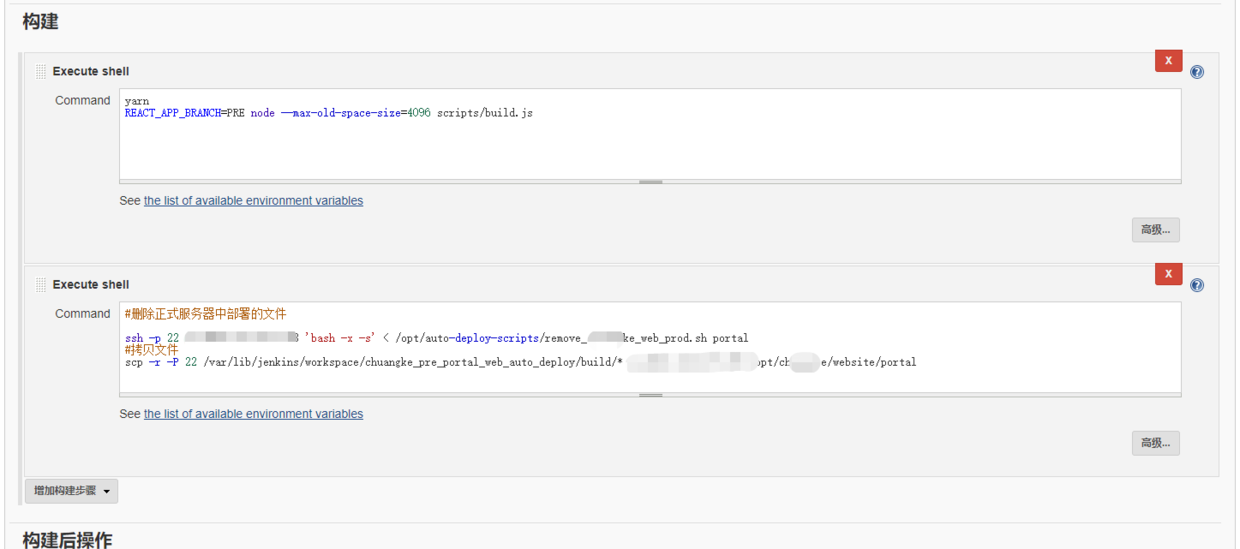 构建
X
Execute shell
Command
yarn
REACT_APP_BRANCH=PRE node --max-old-space-size=4096 scripts/build.js
See the list of available environment variables
高级...
X
Execute shell
Command
#删除正式服务器中部署的文件
ssh -p 22 'bash -x -s' < /opt/auto-deploy-scripts/remove_ ke_web_prod.sh portal
#拷贝文件
scp -r -P 22 /var/lib/jenkins/workspace/chuangke_pre_portal_web_auto_deploy/build/* opt/ch e/website/portal
See the list of available environment variables
高级...
增加构建步骤
构建后操作